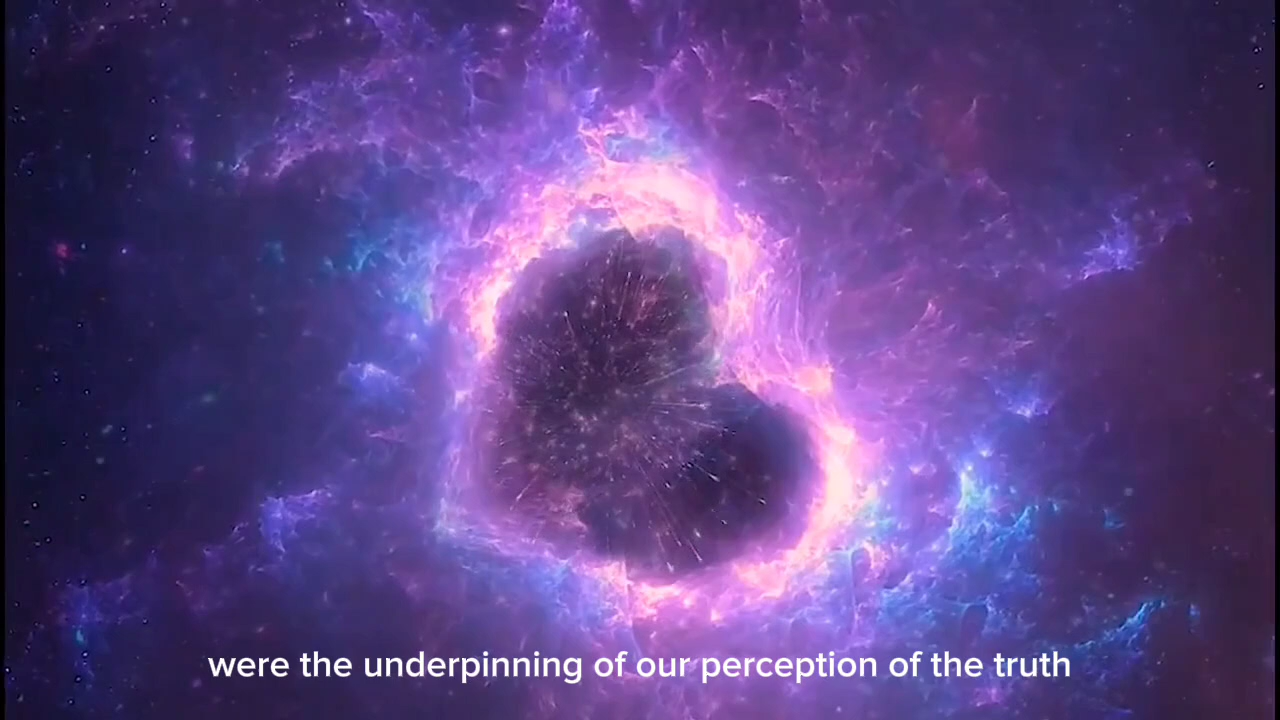 were the underpinning of our perception of the truth